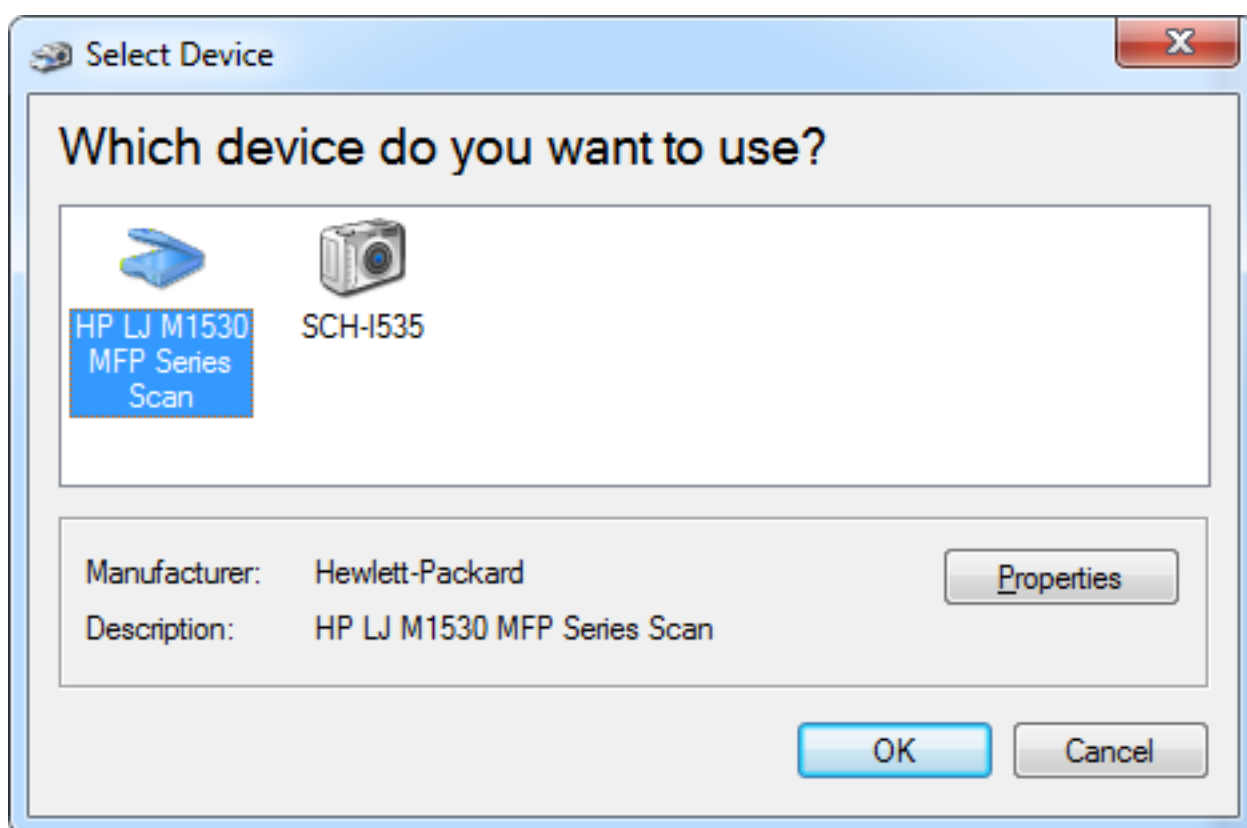 Select Device
Which device do you want to use?
HP LJ M1530
MFP Series
Scan
SCH-I535
Manufacturer: Hewlett-Packard
Properties
Description: HP LJ M1530 MFP Series Scan
OK Cancel